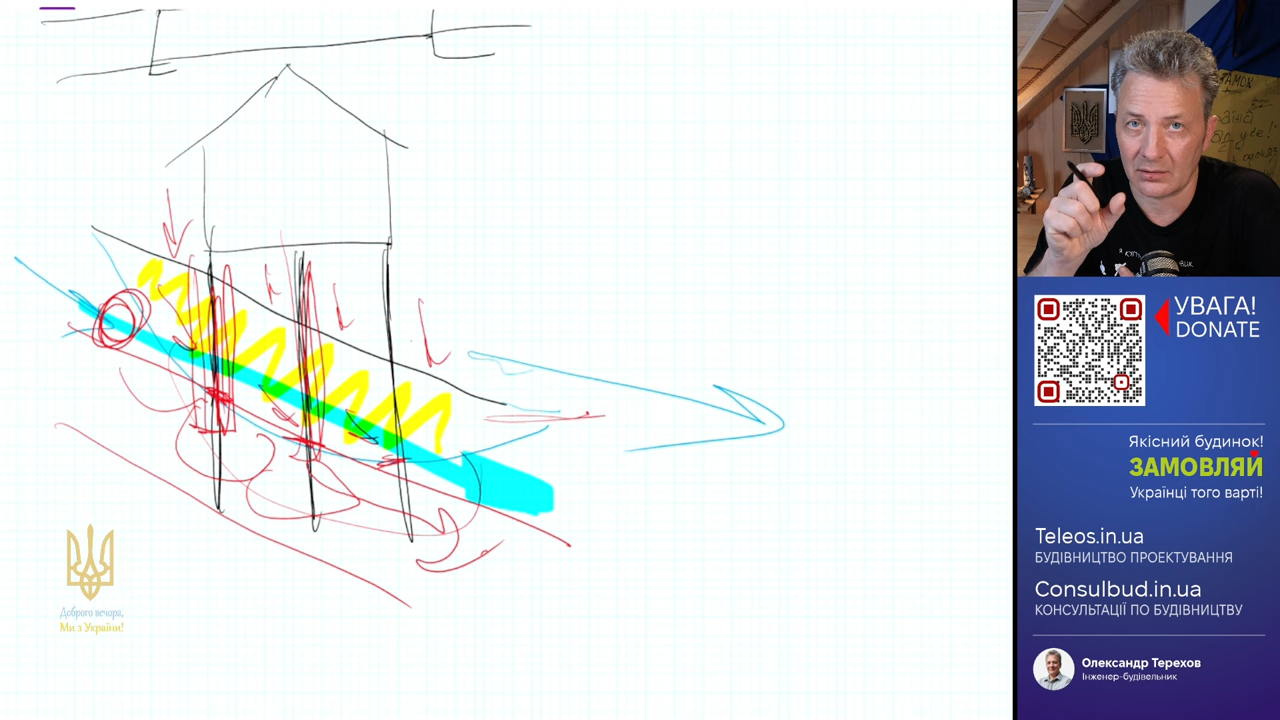 Доброго вечора,
Ми з України!
ЗАМОК
УВАГА!
DONATE
Якісний будинок!
ЗАМОВЛЯЙ
Українці того варті!
Teleos.in.ua
БУДІВНИЦТВО ПРОЕКТУВАННЯ
Consulbud.in.ua
КОНСУЛЬТАЦІЇ ПО БУДІВНИЦТВУ
Олександр Терехов
Інженер-будівельник